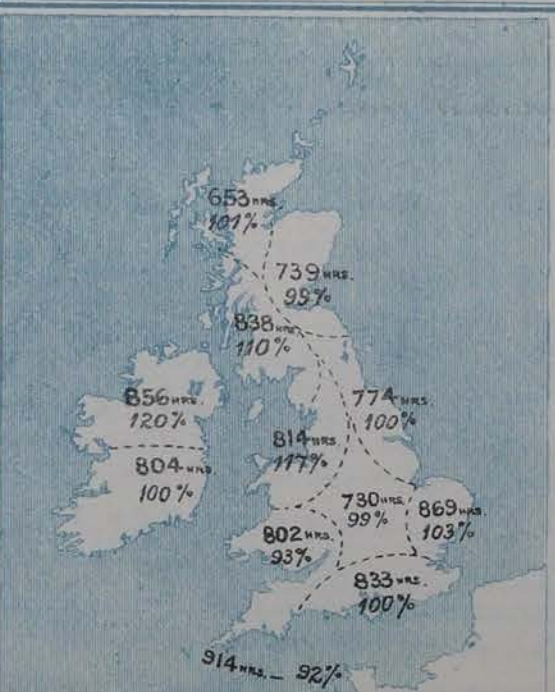 653 HRS.
101%
739 HRS.
99%
838 HRS.
110%
856 HRS.
120%
774 HRS.
100%
814 HRS.
117%
804 HRS.
100%
730 HRS.
99%
869 HRS.
103%
802 HRS.
93%
833 HRS.
100%
914 HRS. _ 92%